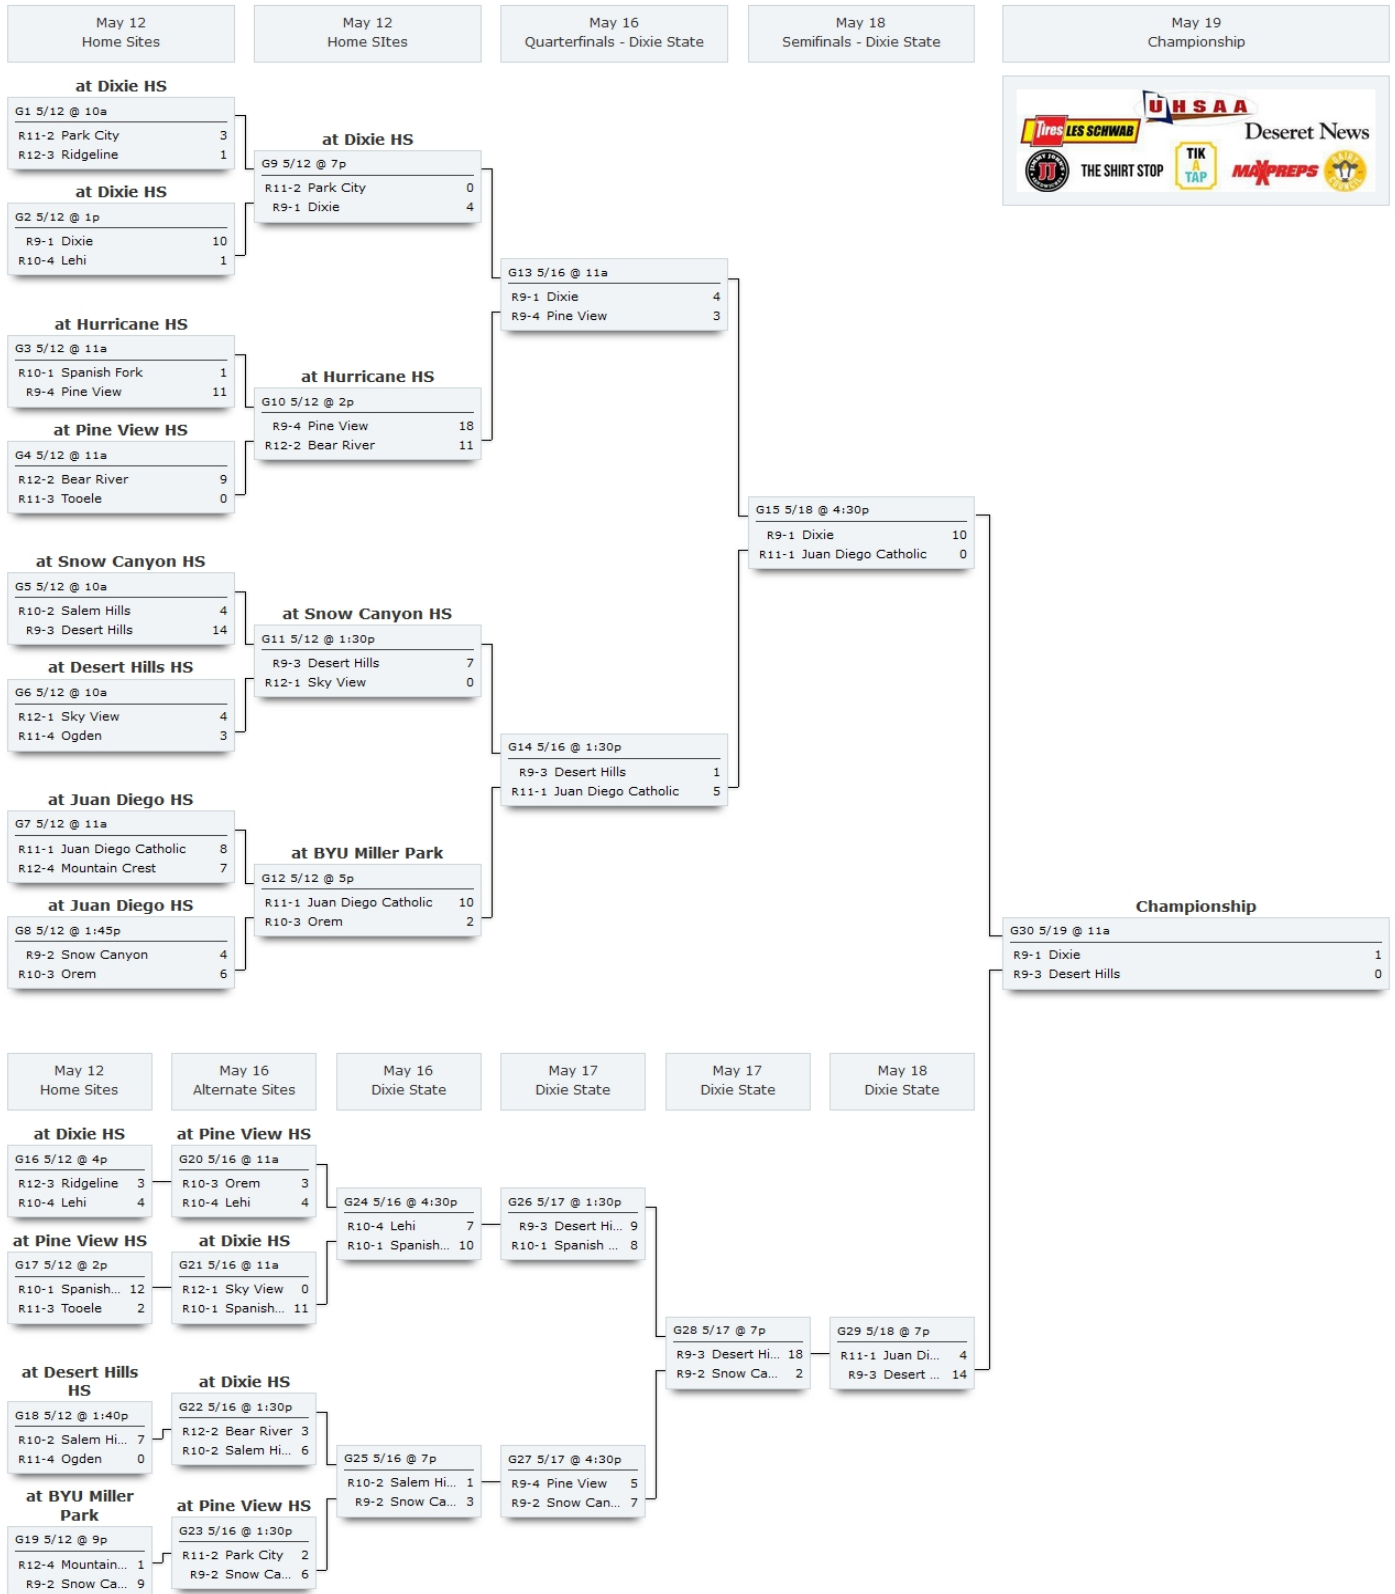 May 12
Home Sites
May 12
Home SItes
May 16
Quarterfinals - Dixie State
May 18
Semifinals - Dixie State
May 19
Championship
UHSAA
Tires LES SCHWAB
Deseret News
JJ
THE SHIRT STOP
TIK
A
TAP
MAXPREPS
at Dixie HS
G1 5/12 @ 10a
R11-2 Park City 3
R12-3 Ridgeline 1
at Dixie HS
G2 5/12 @ 1p
R9-1 Dixie 10
R10-4 Lehi 1
at Hurricane HS
G3 5/12 @ 11a
R10-1 Spanish Fork 1
R9-4 Pine View 11
at Pine View HS
G4 5/12 @ 11a
R12-2 Bear River 9
R11-3 Tooele 0
at Snow Canyon HS
G5 5/12 @ 10a
R10-2 Salem Hills 4
R9-3 Desert Hills 14
at Desert Hills HS
G6 5/12 @ 10a
R12-1 Sky View 4
R11-4 Ogden 3
at Juan Diego HS
G7 5/12 @ 11a
R11-1 Juan Diego Catholic 8
R12-4 Mountain Crest 7
at Juan Diego HS
G8 5/12 @ 1:45p
R9-2 Snow Canyon 4
R10-3 Orem 6
at Dixie HS
G9 5/12 @ 7p
R11-2 Park City 0
R9-1 Dixie 4
at Hurricane HS
G10 5/12 @ 2p
R9-4 Pine View 18
R12-2 Bear River 11
at Snow Canyon HS
G11 5/12 @ 1:30p
R9-3 Desert Hills 7
R12-1 Sky View 0
at BYU Miller Park
G12 5/12 @ 5p
R11-1 Juan Diego Catholic 10
R10-3 Orem 2
G13 5/16 @ 11a
R9-1 Dixie 4
R9-4 Pine View 3
G14 5/16 @ 1:30p
R9-3 Desert Hills 1
R11-1 Juan Diego Catholic 5
G15 5/18 @ 4:30p
R9-1 Dixie 10
R11-1 Juan Diego Catholic 0
Championship
G30 5/19 @ 11a
R9-1 Dixie 1
R9-3 Desert Hills 0
May 12
Home Sites
May 16
Alternate Sites
May 16
Dixie State
May 17
Dixie State
May 17
Dixie State
May 18
Dixie State
at Dixie HS
G16 5/12 @ 4p
R12-3 Ridgeline 3
R10-4 Lehi 4
at Pine View HS
G17 5/12 @ 2p
R10-1 Spanish... 12
R11-3 Tooele 2
at Desert Hills
HS
G18 5/12 @ 1:40p
R10-2 Salem Hi... 7
R11-4 Ogden 0
at BYU Miller
Park
G19 5/12 @ 9p
R12-4 Mountain... 1
R9-2 Snow Ca... 9
at Pine View HS
G20 5/16 @ 11a
R10-3 Orem 3
R10-4 Lehi 4
at Dixie HS
G21 5/16 @ 11a
R12-1 Sky View 0
R10-1 Spanish... 11
at Dixie HS
G22 5/16 @ 1:30p
R12-2 Bear River 3
R10-2 Salem Hi... 6
at Pine View HS
G23 5/16 @ 1:30p
R11-2 Park City 2
R9-2 Snow Ca... 6
G24 5/16 @ 4:30p
R10-4 Lehi 7
R10-1 Spanish... 10
G25 5/16 @ 7p
R10-2 Salem Hi... 1
R9-2 Snow Ca... 3
G26 5/17 @ 1:30p
R9-3 Desert Hi... 9
R10-1 Spanish ... 8
G27 5/17 @ 4:30p
R9-4 Pine View 5
R9-2 Snow Can... 7
G28 5/17 @ 7p
R9-3 Desert Hi... 18
R9-2 Snow Ca... 2
G29 5/18 @ 7p
R11-1 Juan Di... 4
R9-3 Desert ... 14